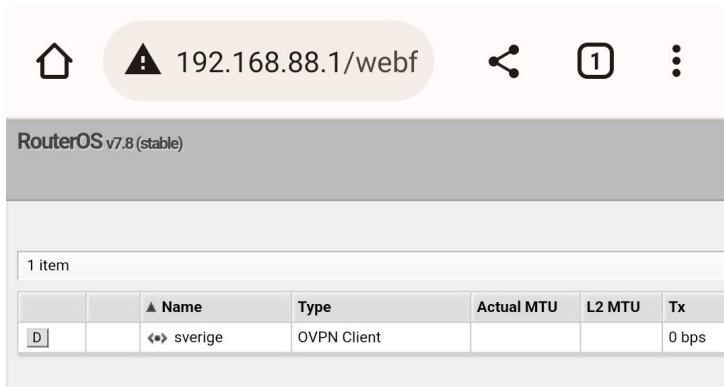 192.168.88.1/webf 1
RouterOS v7.8 (stable)
1 item
▲ Name Type Actual MTU L2 MTU Tx
D sverige OVPN Client 0 bps